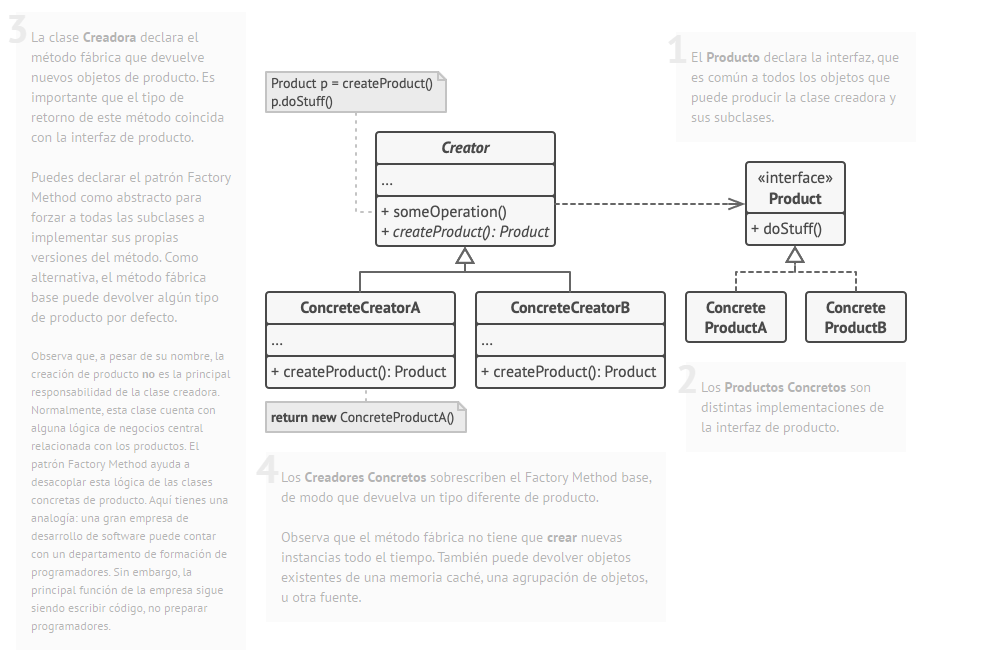 3
La clase Creadora declara el
método fábrica que devuelve
nuevos objetos de producto. Es
importante que el tipo de
retorno de este método coincida
con la interfaz de producto.
Puedes declarar el patrón Factory
Method como abstracto para
forzar a todas las subclases a
implementar sus propias
versiones del método. Como
alternativa, el método fábrica
base puede devolver algún tipo
de producto por defecto.
Observa que, a pesar de su nombre, la
creación de producto no es la principal
responsabilidad de la clase creadora.
Normalmente, esta clase cuenta con
alguna lógica de negocios central
relacionada con los productos. El
patrón Factory Method ayuda a
desacoplar esta lógica de las clases
concretas de producto. Aquí tienes una
analogía: una gran empresa de
desarrollo de software puede contar
con un departamento de formación de
programadores. Sin embargo, la
principal función de la empresa sigue
siendo escribir código, no preparar
programadores.
Product p = createProduct()
p.doStuff()
Creator
...
+ someOperation()
+ createProduct(): Product
ConcreteCreatorA
...
+ createProduct(): Product
ConcreteCreatorB
...
+ createProduct(): Product
return new ConcreteProductA()
1
El Producto declara la interfaz, que
es común a todos los objetos que
puede producir la clase creadora y
sus subclases.
«interface»
Product
+ doStuff()
Concrete
ProductA
Concrete
ProductB
2
Los Productos Concretos son
distintas implementaciones de
la interfaz de producto.
4
Los Creadores Concretos sobrescriben el Factory Method base,
de modo que devuelva un tipo diferente de producto.
Observa que el método fábrica no tiene que crear nuevas
instancias todo el tiempo. También puede devolver objetos
existentes de una memoria caché, una agrupación de objetos,
u otra fuente.